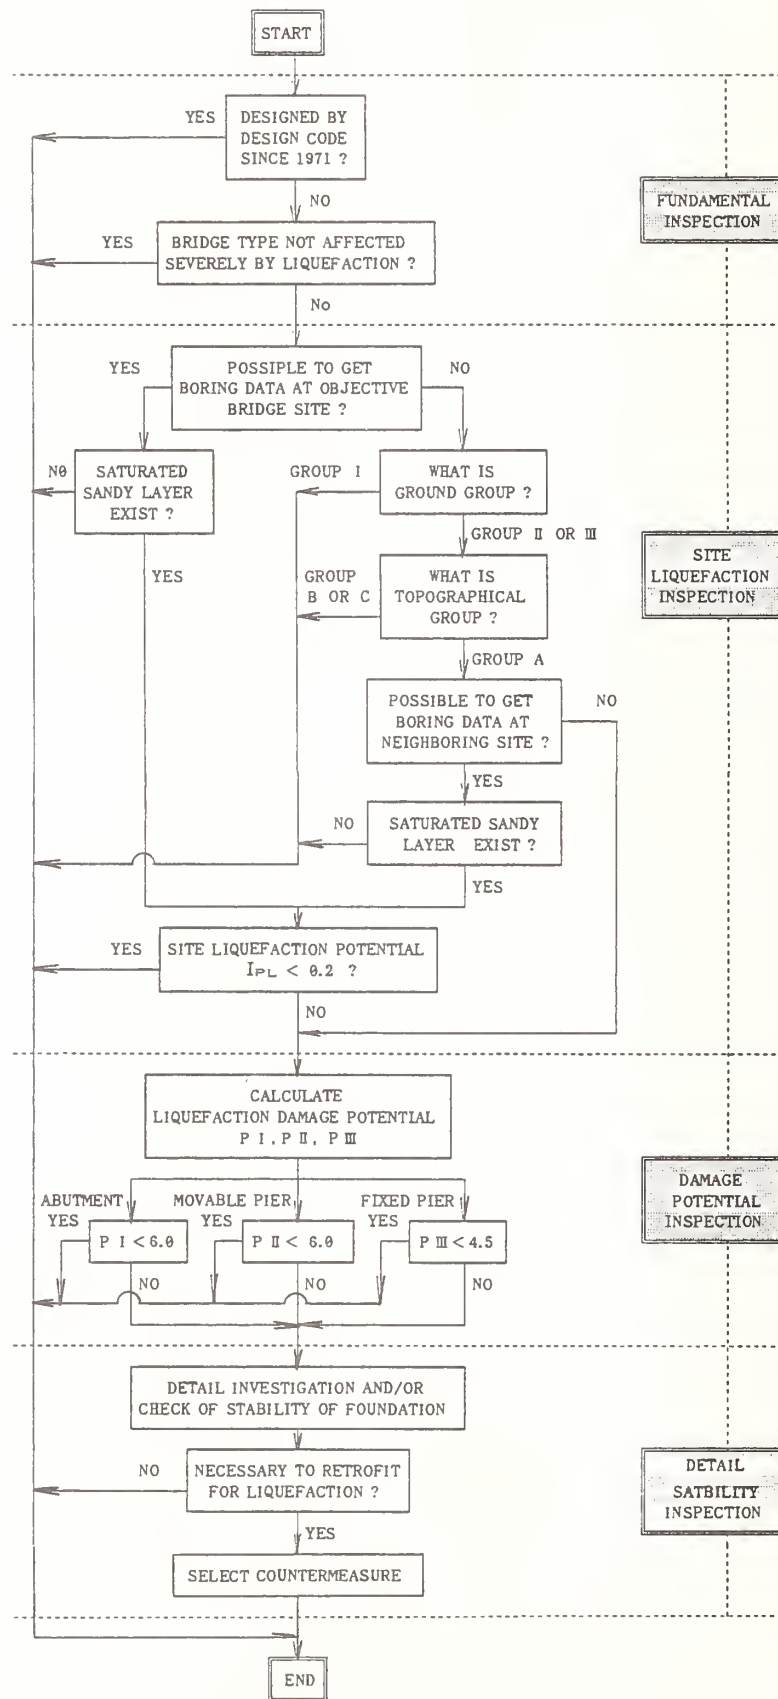 START
YES
DESIGNED BY
DESIGN CODE
SINCE 1971 ?
NO
FUNDAMENTAL
INSPECTION
YES
BRIDGE TYPE NOT AFFECTED
SEVERELY BY LIQUEFACTION ?
No
YES
POSSIPLE TO GET
BORING DATA AT OBJECTIVE
BRIDGE SITE ?
NO
NO
SATURATED
SANDY LAYER
EXIST ?
YES
GROUP I
WHAT IS
GROUND GROUP ?
GROUP Ⅱ OR Ⅲ
GROUP
B OR C
WHAT IS
TOPOGRAPHICAL
GROUP ?
SITE
LIQUEFACTION
INSPECTION
GROUP A
POSSIBLE TO GET
BORING DATA AT
NEIGHBORING SITE ?
NO
YES
NO
SATURATED SANDY
LAYER EXIST ?
YES
YES
SITE LIQUEFACTION POTENTIAL
IPL < 0.2 ?
NO
CALCULATE
LIQUEFACTION DAMAGE POTENTIAL
P I, P Ⅱ, P Ⅲ
DAMAGE
POTENTIAL
INSPECTION
ABUTMENT
YES
P I < 6.0
NO
MOVABLE PIER
YES
P Ⅱ < 6.0
NO
FIXED PIER
YES
P Ⅲ < 4.5
NO
DETAIL INVESTIGATION AND/OR
CHECK OF STABILITY OF FOUNDATION
NO
NECESSARY TO RETROFIT
FOR LIQUEFACTION ?
YES
DETAIL
SATBILITY
INSPECTION
SELECT COUNTERMEASURE
END